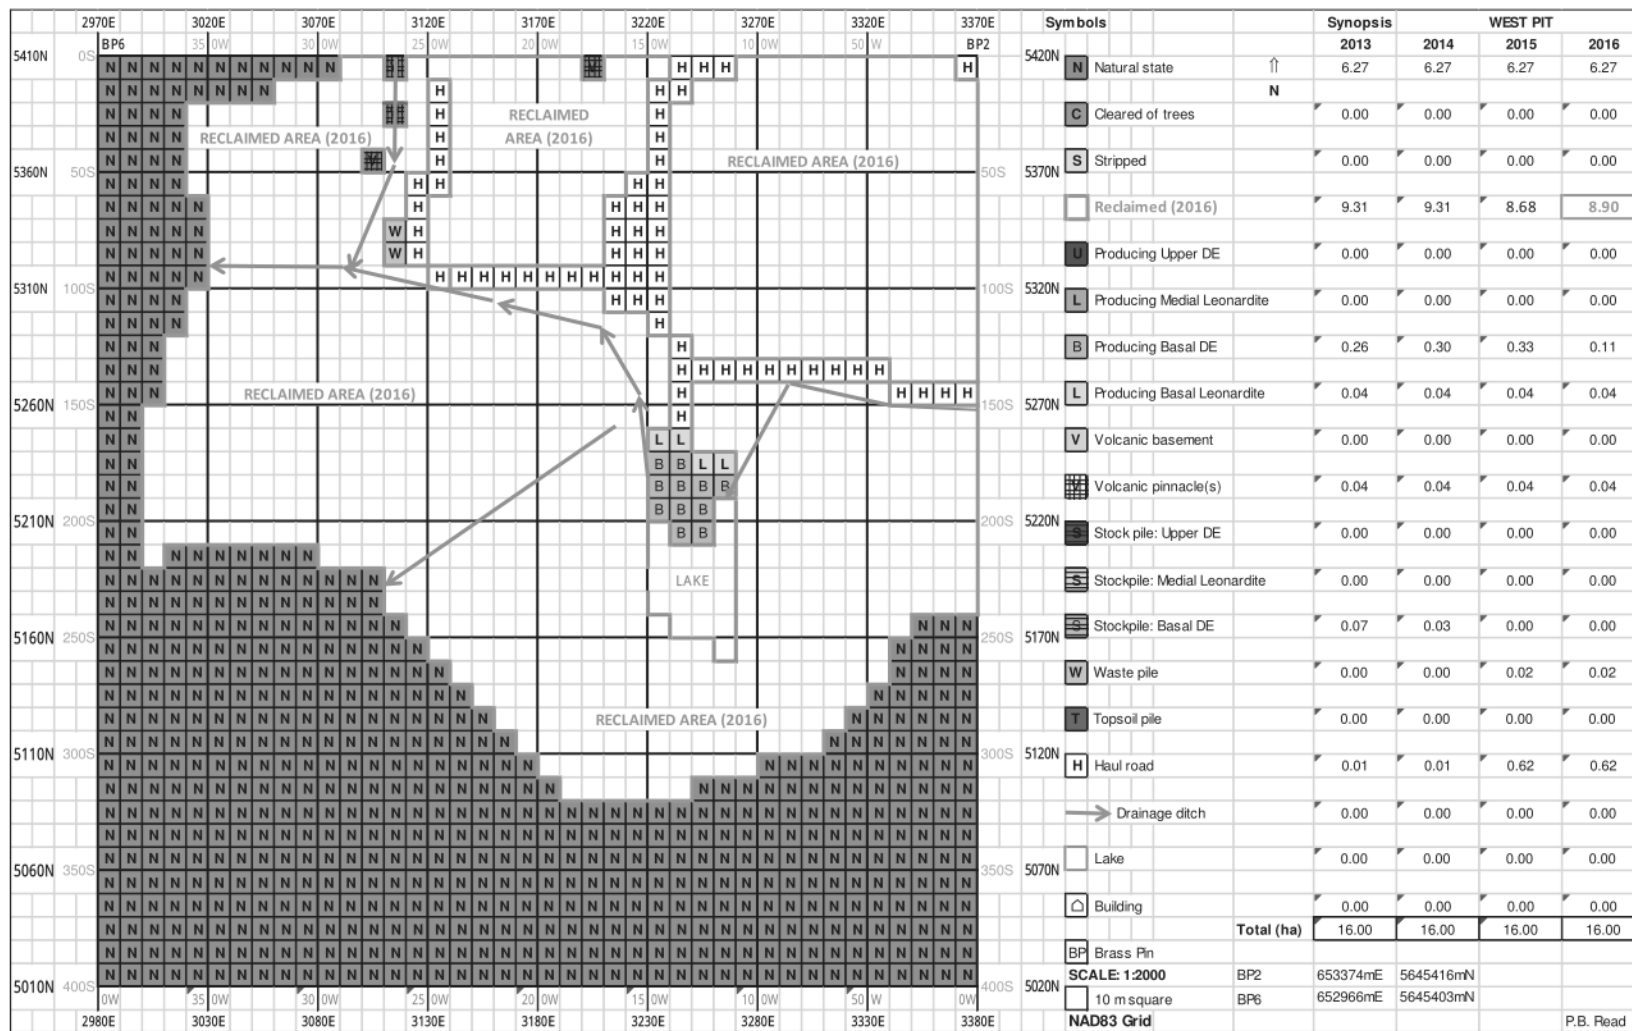 2970E 3020E 3070E 3120E 3170E 3220E 3270E 3320E 3370E
BP6 35 0W 30 0W 25 0W 20 0W 15 0W 10 0W 50 W BP2
5410N 0S N N N N N N N N N N N H H H H 5420N
N N N N N N N N H H H
N N N N H RECLAIMED H
N N N N RECLAIMED AREA (2016) H AREA (2016) H
N N N N H H RECLAIMED AREA (2016)
5360N 50S N N N N H H H H 50S 5370N
N N N N N H H H H
N N N N N W H H H H
N N N N N W H H H H
N N N N N H H H H H H H H H H H
5310N 100S N N N N H H H 100S 5320N
N N N N H
N N N H
N N N H H H H H H H H H H
N N N RECLAIMED AREA (2016) H H H H H
5260N 150S N N H 150S 5270N
N N L L
N N B B L L
N N B B B B
N N B B B
5210N 200S N N B B 200S 5220N
N N N N N N N N N
N N N N N N N N N N N N N LAKE
N N N N N N N N N N N N N
N N N N N N N N N N N N N N N N N
5160N 250S N N N N N N N N N N N N N N N N N N N 250S 5170N
N N N N N N N N N N N N N N N N N N N N
N N N N N N N N N N N N N N N N N N N N N N
N N N N N N N N N N N N N N N N N N RECLAIMED AREA (2016) N N N N N N
N N N N N N N N N N N N N N N N N N N N N N N N N N
5110N 300S N N N N N N N N N N N N N N N N N N N N N N N N N N N N N N 300S 5120N
N N N N N N N N N N N N N N N N N N N N N N N N N N N N N N N N N N
N N N N N N N N N N N N N N N N N N N N N N N N N N N N N N N N N N N N N N N N
N N N N N N N N N N N N N N N N N N N N N N N N N N N N N N N N N N N N N N N N
N N N N N N N N N N N N N N N N N N N N N N N N N N N N N N N N N N N N N N N N
5060N 350S N N N N N N N N N N N N N N N N N N N N N N N N N N N N N N N N N N N N N N N N 350S 5070N
N N N N N N N N N N N N N N N N N N N N N N N N N N N N N N N N N N N N N N N N
N N N N N N N N N N N N N N N N N N N N N N N N N N N N N N N N N N N N N N N N
N N N N N N N N N N N N N N N N N N N N N N N N N N N N N N N N N N N N N N N N
N N N N N N N N N N N N N N N N N N N N N N N N N N N N N N N N N N N N N N N N
5010N 400S 400S 5020N
0W 35 0W 30 0W 25 0W 20 0W 15 0W 10 0W 50 W 0W
2980E 3030E 3080E 3130E 3180E 3230E 3280E 3330E 3380E
Symbols Synopsis WEST PIT
2013 2014 2015 2016
N Natural state ⇑ 6.27 6.27 6.27 6.27
N
C Cleared of trees 0.00 0.00 0.00 0.00
S Stripped 0.00 0.00 0.00 0.00
Reclaimed (2016) 9.31 9.31 8.68 8.90
U Producing Upper DE 0.00 0.00 0.00 0.00
L Producing Medial Leonardite 0.00 0.00 0.00 0.00
B Producing Basal DE 0.26 0.30 0.33 0.11
L Producing Basal Leonardite 0.04 0.04 0.04 0.04
V Volcanic basement 0.00 0.00 0.00 0.00
V Volcanic pinnacle(s) 0.04 0.04 0.04 0.04
S Stock pile: Upper DE 0.00 0.00 0.00 0.00
S Stockpile: Medial Leonardite 0.00 0.00 0.00 0.00
S Stockpile: Basal DE 0.07 0.03 0.00 0.00
W Waste pile 0.00 0.00 0.02 0.02
T Topsoil pile 0.00 0.00 0.00 0.00
H Haul road 0.01 0.01 0.62 0.62
Drainage ditch 0.00 0.00 0.00 0.00
Lake 0.00 0.00 0.00 0.00
Building 0.00 0.00 0.00 0.00
Total (ha) 16.00 16.00 16.00 16.00
BP Brass Pin
SCALE: 1:2000 BP2 653374mE 5645416mN
10 m square BP6 652966mE 5645403mN
NAD83 Grid P.B. Read